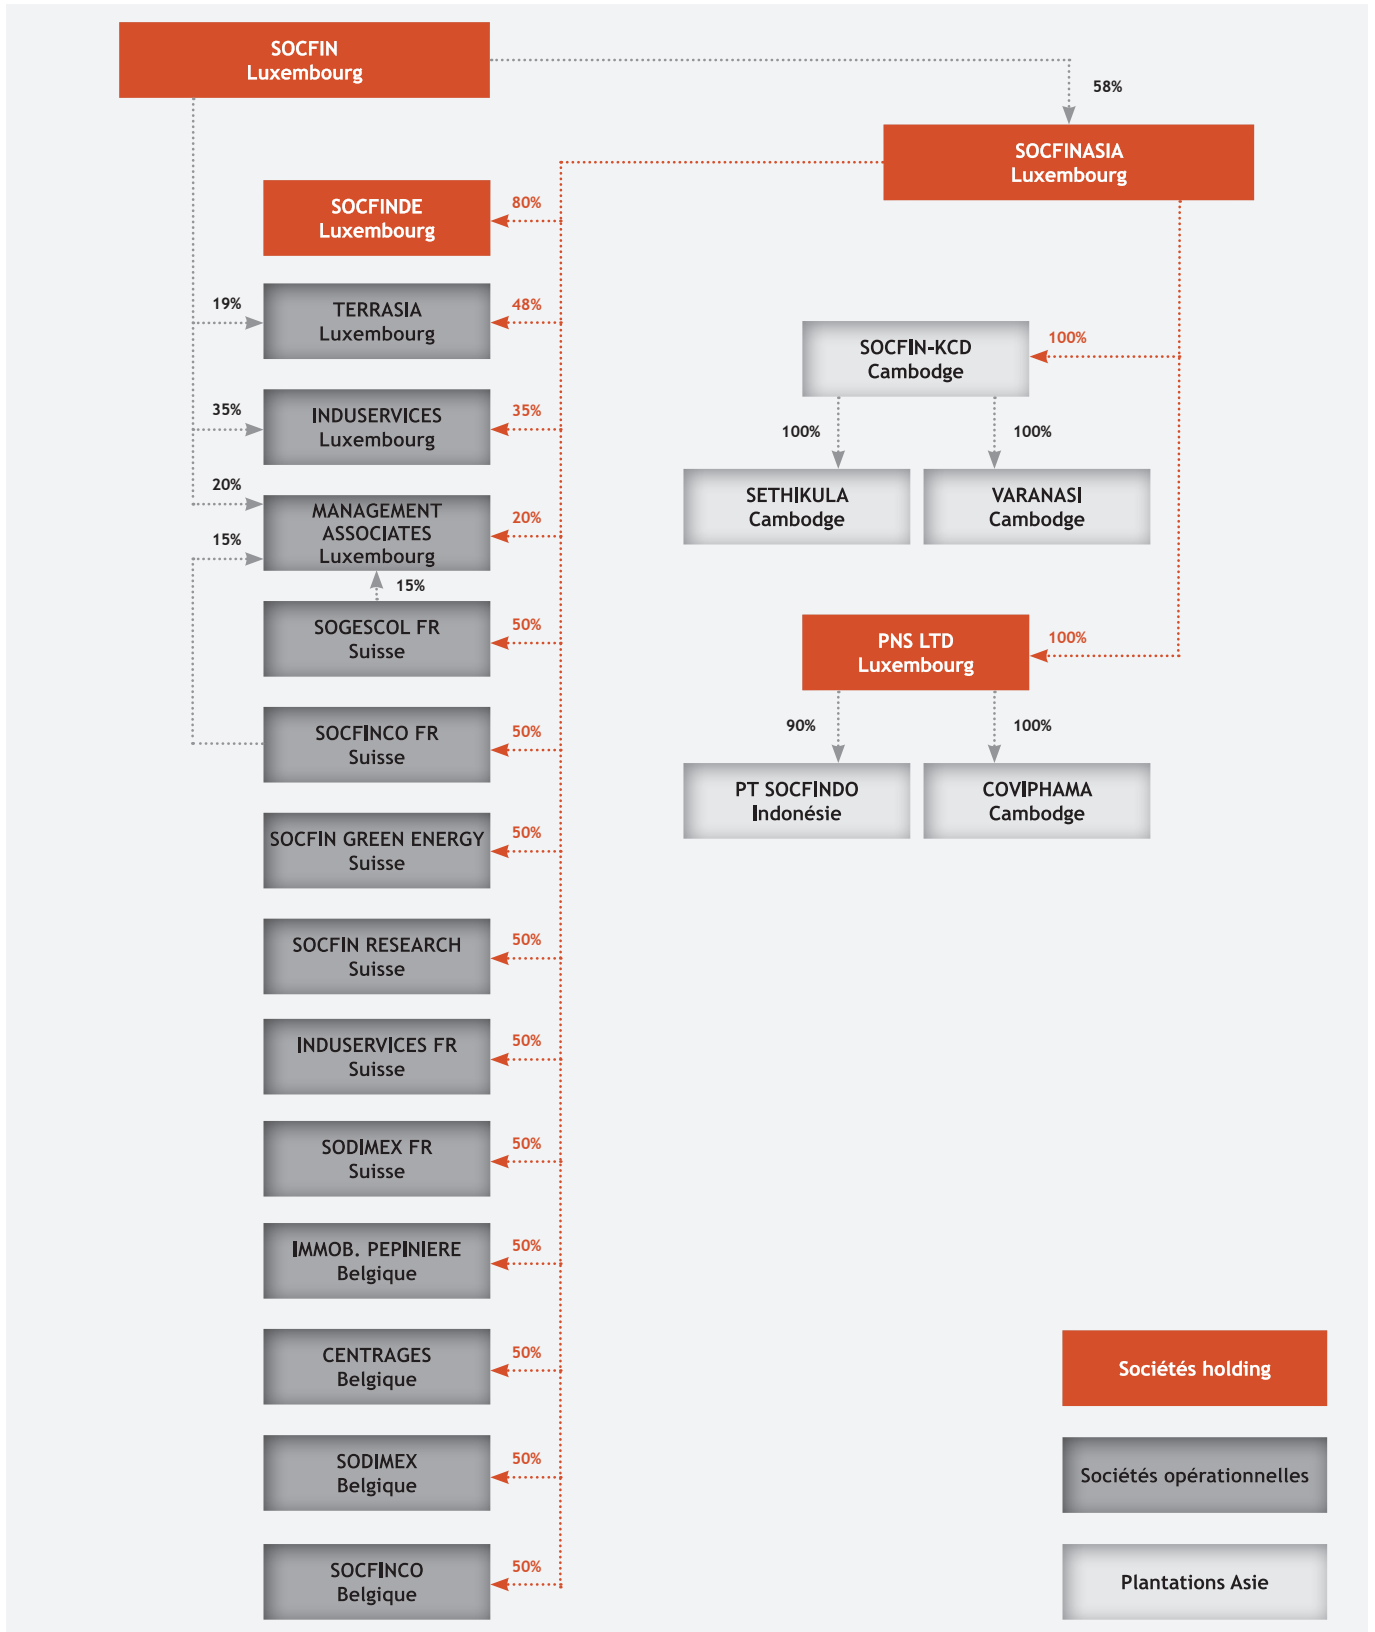 SOCFIN
Luxembourg
58%
SOCFINASIA
Luxembourg
SOCFINDE
Luxembourg
80%
19%
TERRASIA
Luxembourg
48%
35%
INDUSERVICES
Luxembourg
35%
20%
15%
MANAGEMENT
ASSOCIATES
Luxembourg
20%
15%
SOGESCOL FR
Suisse
50%
SOCFINCO FR
Suisse
50%
SOCFIN GREEN ENERGY
Suisse
50%
SOCFIN RESEARCH
Suisse
50%
INDUSERVICES FR
Suisse
50%
SODIMEX FR
Suisse
50%
IMMOB. PEPINIERE
Belgique
50%
CENTRAGES
Belgique
50%
SODIMEX
Belgique
50%
SOCFINCO
Belgique
50%
SOCFIN-KCD
Cambodge
100%
100%
100%
SETHIKULA
Cambodge
VARANASI
Cambodge
PNS LTD
Luxembourg
100%
90%
100%
PT SOCFINDO
Indonésie
COVIPHAMA
Cambodge
Sociétés holding
Sociétés opérationnelles
Plantations Asie